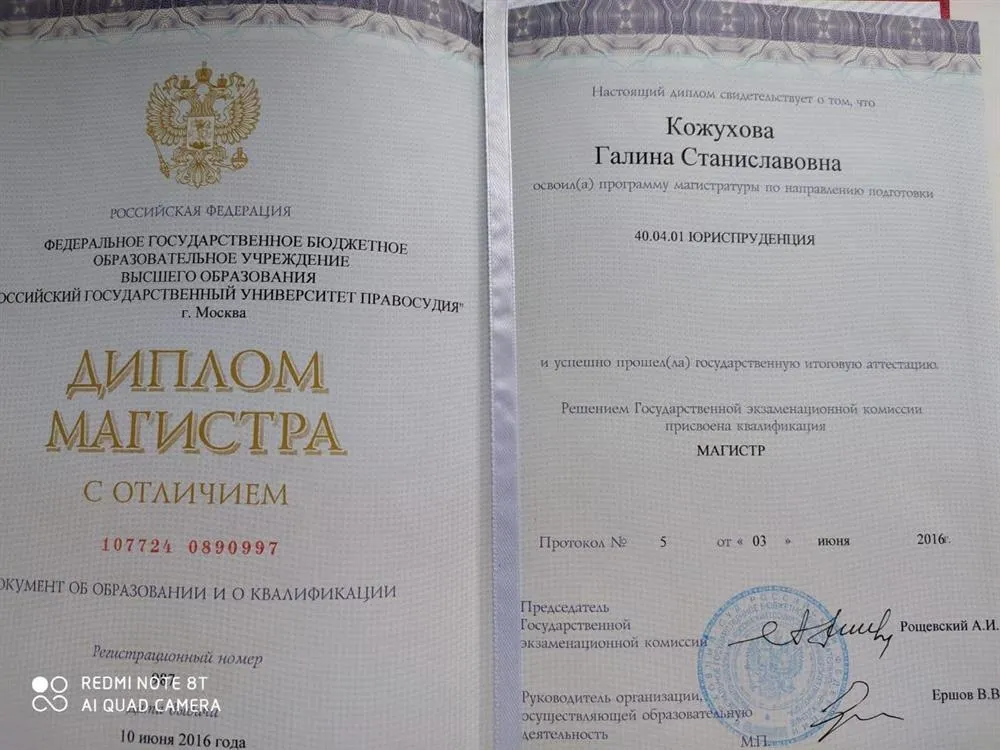 РОССИЙСКАЯ ФЕДЕРАЦИЯ
ФЕДЕРАЛЬНОЕ ГОСУДАРСТВЕННОЕ БЮДЖЕТНОЕ
ОБРАЗОВАТЕЛЬНОЕ УЧРЕЖДЕНИЕ
ВЫСШЕГО ОБРАЗОВАНИЯ
ОССИЙСКИЙ ГОСУДАРСТВЕННЫЙ УНИВЕРСИТЕТ ПРАВОСУДИЯ"
г. Москва
ДИПЛОМ
МАГИСТРА
С ОТЛИЧИЕМ
107724 0890997
ОКУМЕНТ ОБ ОБРАЗОВАНИИ И О КВАЛИФИКАЦИИ
Регистрационный номер
REDMI NOTE 8T
AI QUAD CAMERA
Дата выдачи
10 июня 2016 года
Настоящий диплом свидетельствует о том, что
Кожухова
Галина Станиславовна
освоил(а) программу магистратуры по направлению подготовки
40.04.01 ЮРИСПРУДЕНЦИЯ
и успешно прошел(ла) государственную итоговую аттестацию.
Решением Государственной экзаменационной комиссии
присвоена квалификация
МАГИСТР
Протокол № 5 от « 03 » июня 2016г.
Председатель
Государственной
экзаменационной комиссии Рощевский А.И.
Руководитель организации, Ершов В.В
осуществляющей образовательную
деятельность М.П.